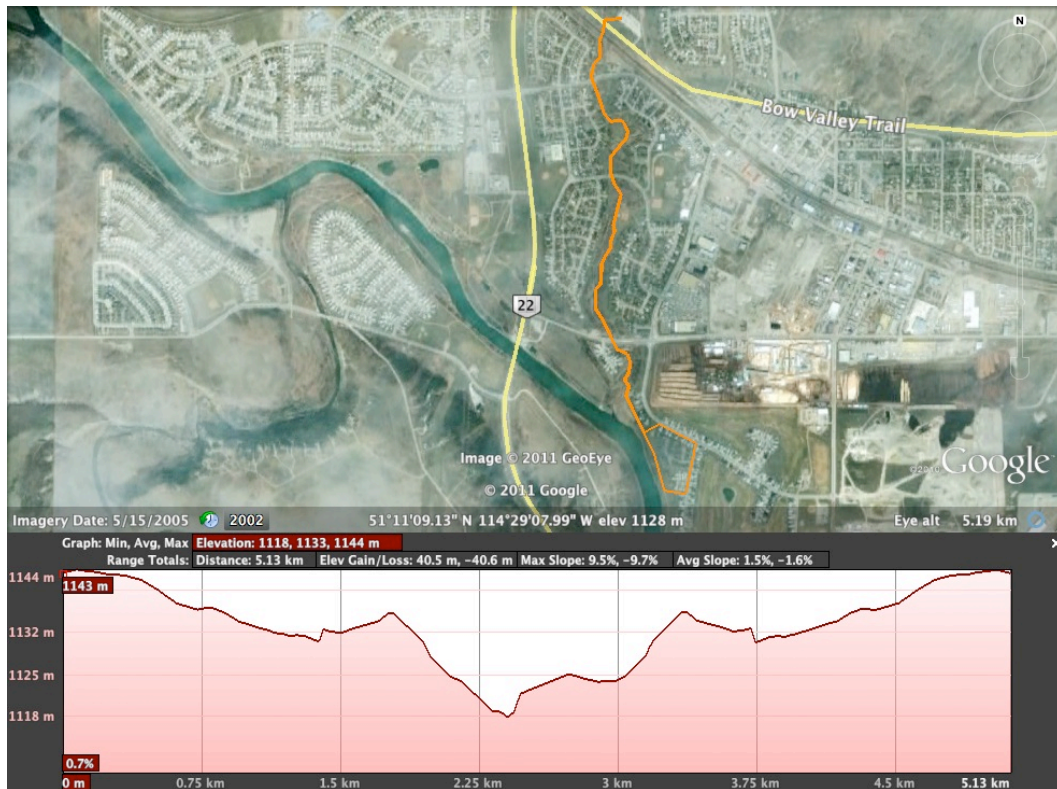 N
Bow Valley Trail
22
Image © 2011 GeoEye
© 2011 Google
Google
Imagery Date: 5/15/2005 2002 51°11'09.13" N 114°29'07.99" W elev 1128 m Eye alt 5.19 km
Graph: Min, Avg, Max Elevation: 1118, 1133, 1144 m
Range Totals: Distance: 5.13 km Elev Gain/Loss: 40.5 m, -40.6 m Max Slope: 9.5%, -9.7% Avg Slope: 1.5%, -1.6%
1144 m
1143 m
1132 m
1125 m
1118 m
0.7%
0 m 0.75 km 1.5 km 2.25 km 3 km 3.75 km 4.5 km 5.13 km